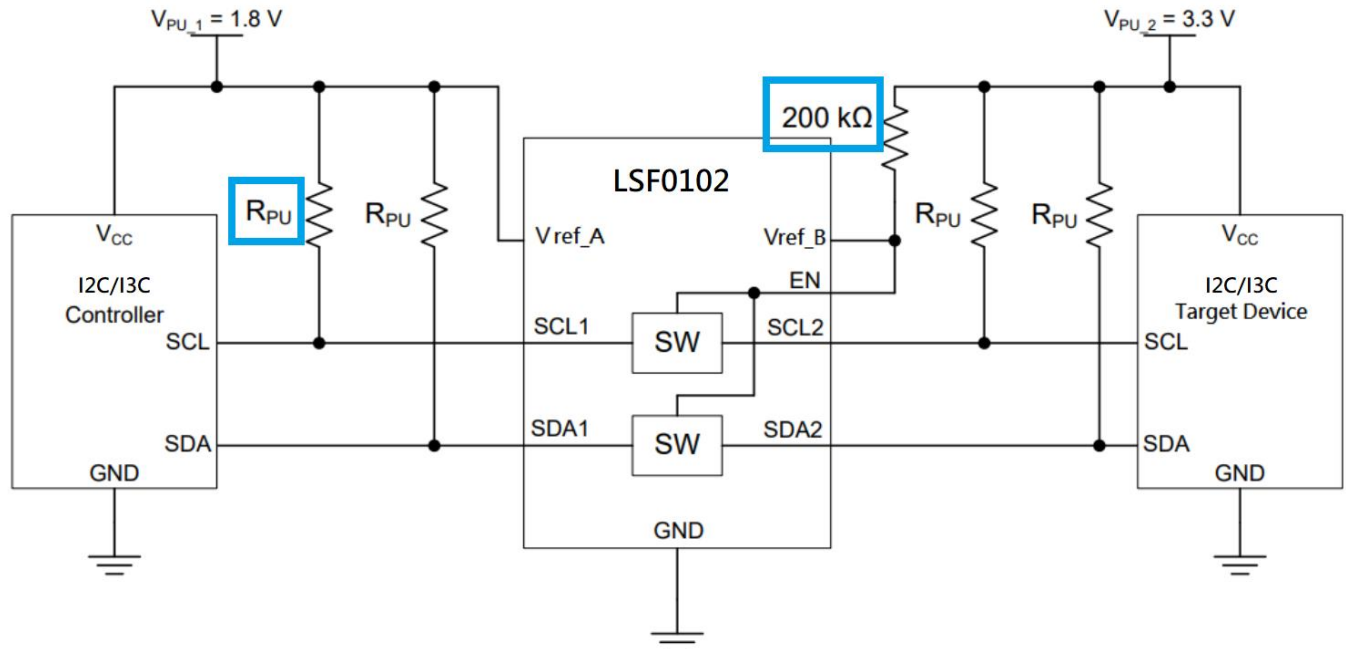 V_PU_1 = 1.8 V
V_PU_2 = 3.3 V
200 kΩ
LSF0102
R_PU
R_PU
R_PU
R_PU
V_CC
Vref_A
Vref_B
V_CC
I2C/I3C
Controller
EN
I2C/I3C
Target Device
SCL
SCL1
SW
SCL2
SCL
SDA
SDA1
SW
SDA2
SDA
GND
GND
GND